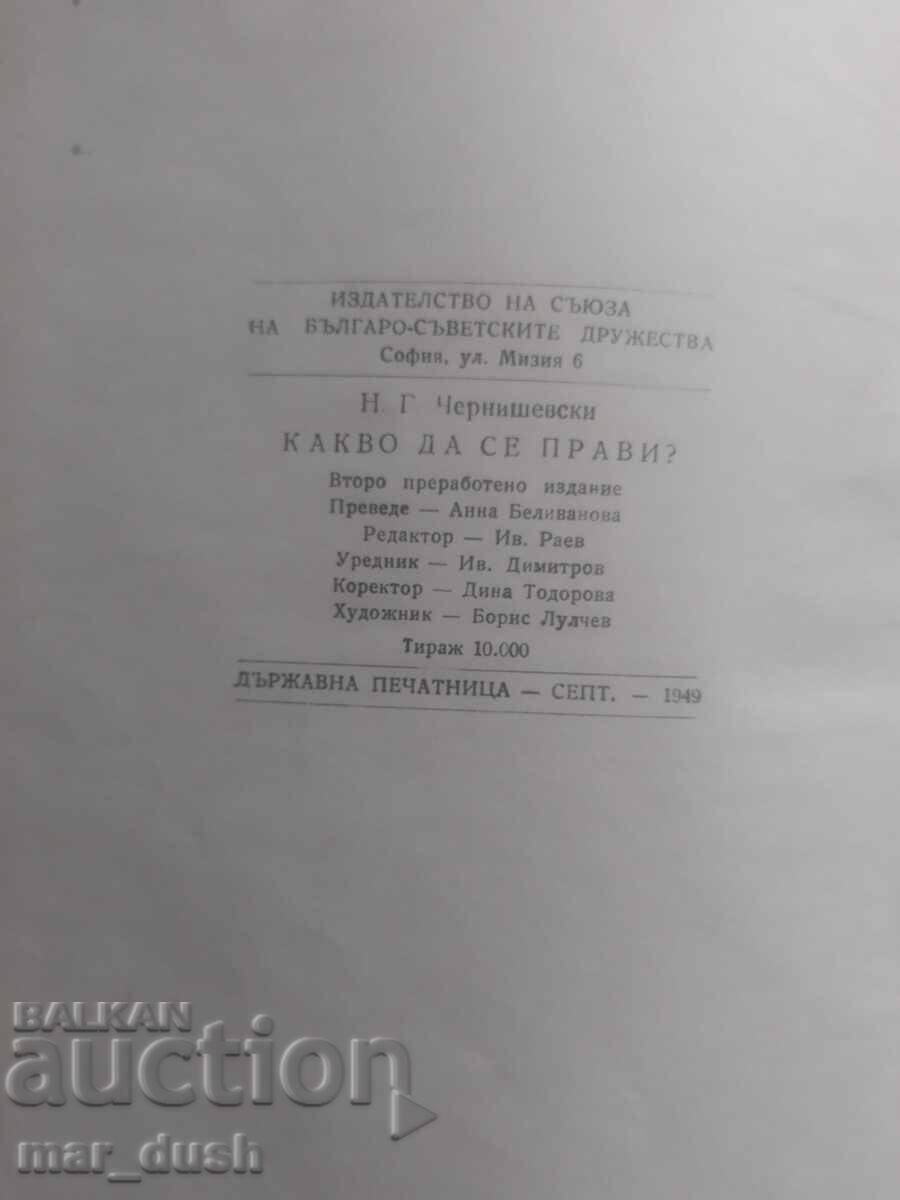 ИЗДАТЕЛСТВО НА СЪЮЗА
НА БЪЛГАРО-СЪВЕТСКИТЕ ДРУЖЕСТВА
София, ул. Мизия 6
Н. Г Чернишевски
КАКВО ДА СЕ ПРАВИ?
Второ преработено издание
Преведе — Анна Беливанова
Редактор — Ив. Раев
Уредник — Ив. Димитров
Коректор — Дина Тодорова
Художник — Борис Лулчев
Тираж 10.000
ДЪРЖАВНА ПЕЧАТНИЦА — СЕПТ. — 1949
BALKAN
auction
mar_dush